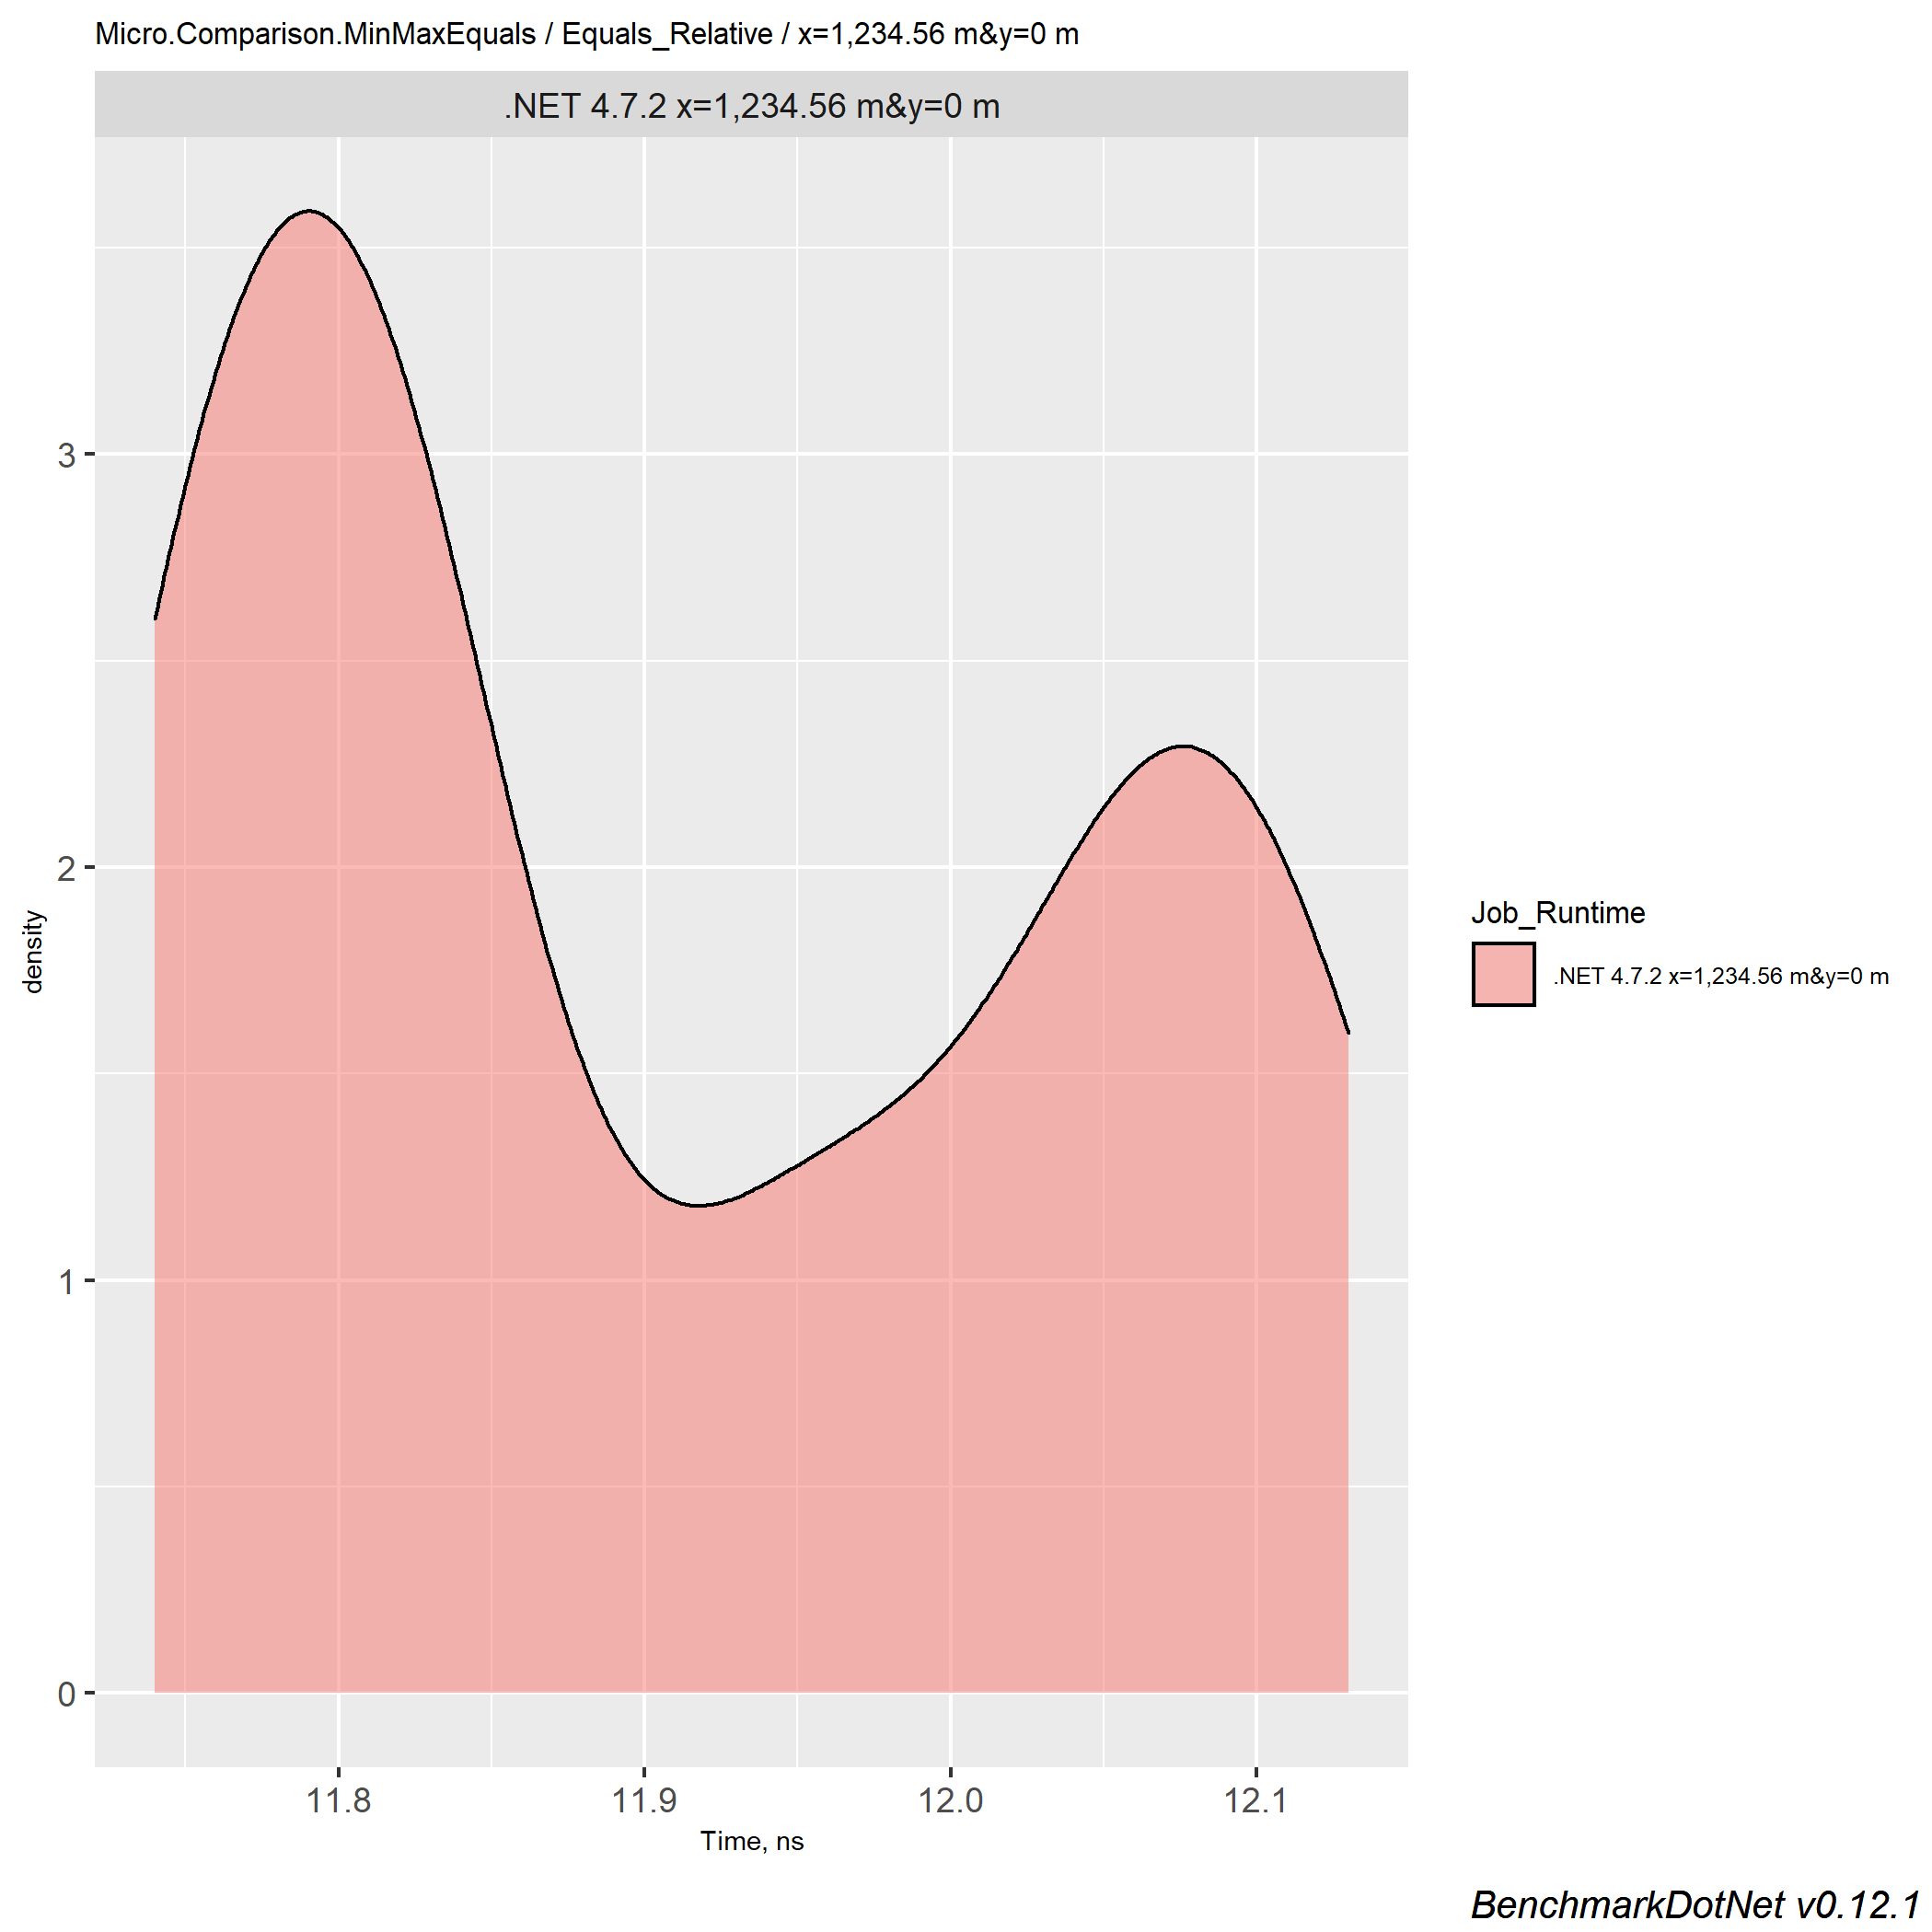 Micro.Comparison.MinMaxEquals / Equals_Relative / x=1,234.56 m&y=0 m
.NET 4.7.2 x=1,234.56 m&y=0 m
3
2
1
0
density
11.8 11.9 12.0 12.1
Time, ns
Job_Runtime
.NET 4.7.2 x=1,234.56 m&y=0 m
BenchmarkDotNet v0.12.1